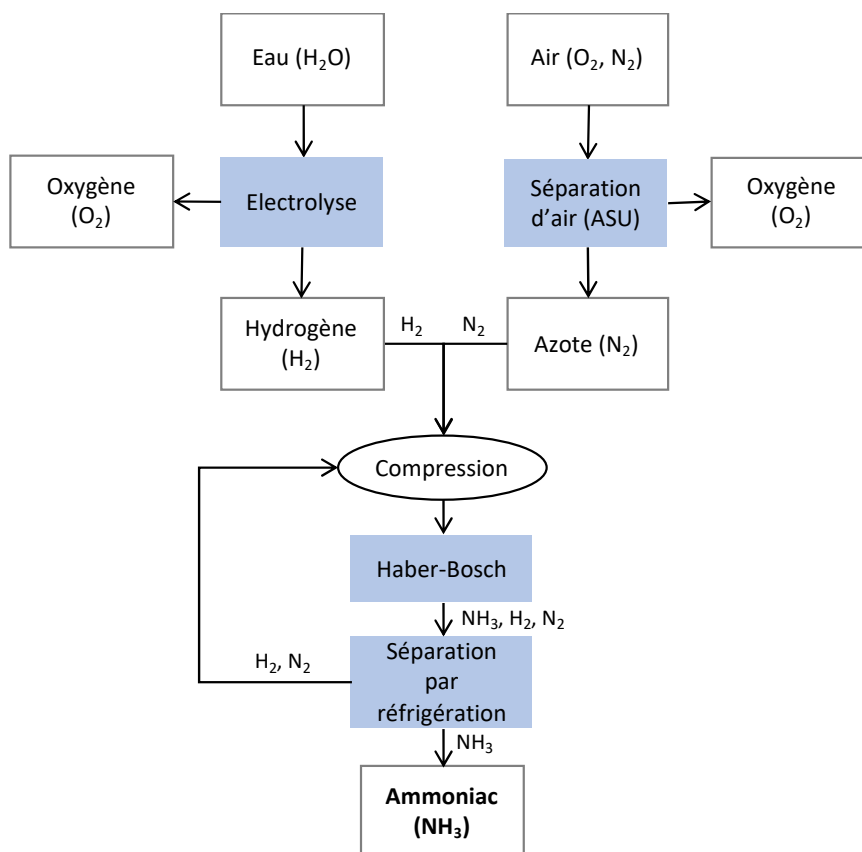 Eau (H₂O)
Air (O₂, N₂)
Oxygène
(O₂)
Electrolyse
Séparation
d’air (ASU)
Oxygène
(O₂)
Hydrogène
(H₂)
H₂
N₂
Azote (N₂)
Compression
Haber-Bosch
NH₃, H₂, N₂
H₂, N₂
Séparation
par
réfrigération
NH₃
Ammoniac
(NH₃)